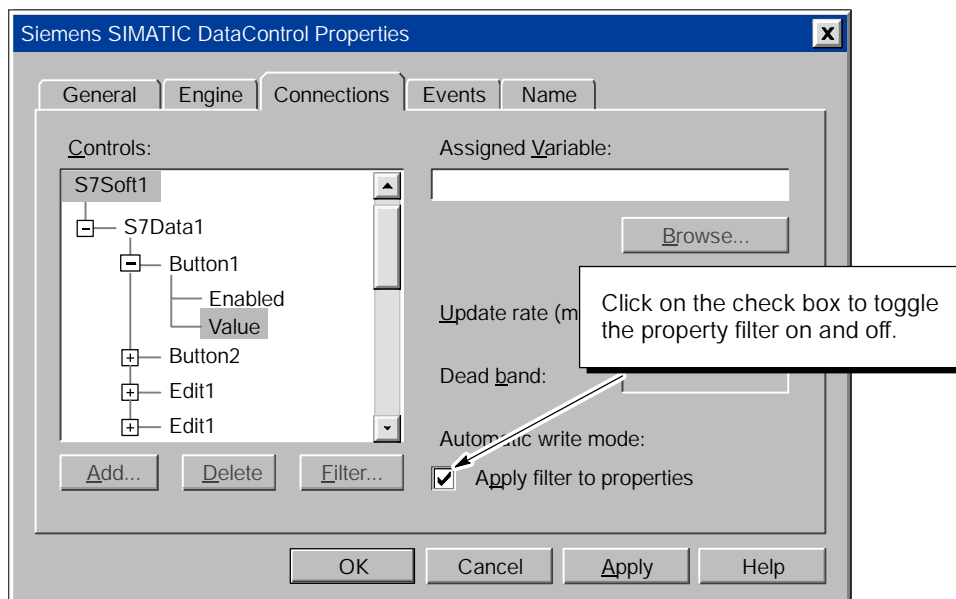 Siemens SIMATIC DataControl Properties
X
General Engine Connections Events Name
Controls:
S7Soft1
S7Data1
Button1
Enabled
Value
Button2
Edit1
Edit1
Add... Delete Filter...
Assigned Variable:
Browse...
Update rate (m
Dead band:
Automatic write mode:
Apply filter to properties
Click on the check box to toggle
the property filter on and off.
OK Cancel Apply Help